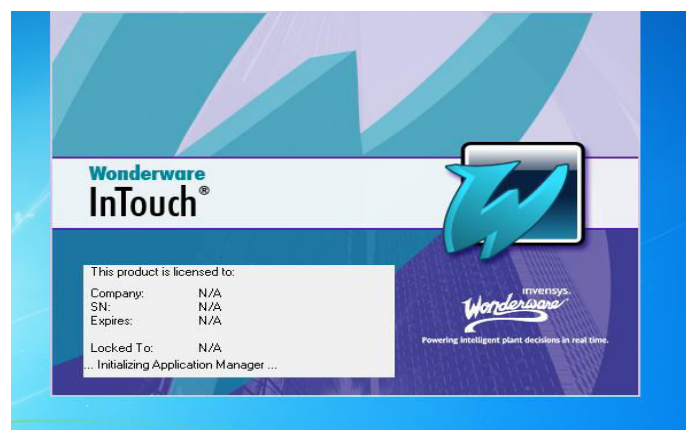 Wonderware
InTouch®
This product is licensed to:
Company: N/A
SN: N/A
Expires: N/A
Locked To: N/A
... Initializing Application Manager ...
invensys.
Wonderware
Powering intelligent plant decisions in real time.